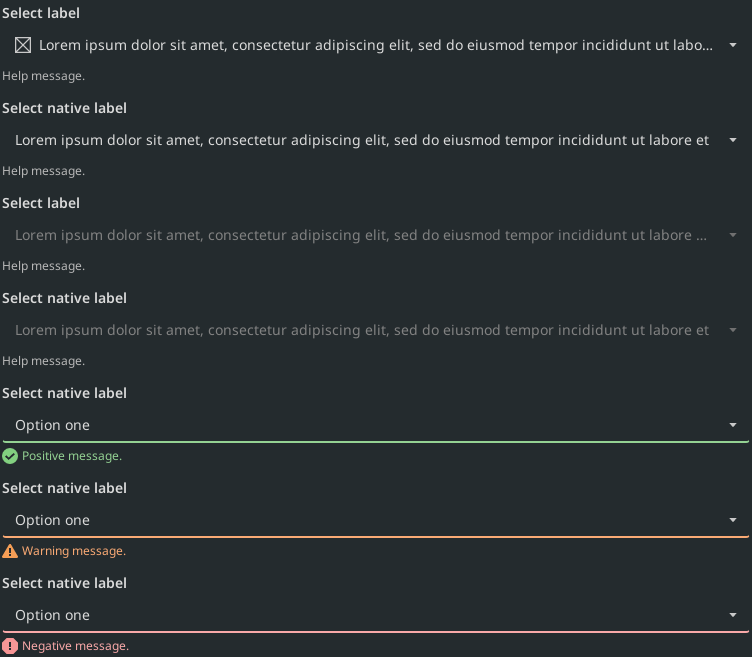 Select label
Lorem ipsum dolor sit amet, consectetur adipiscing elit, sed do eiusmod tempor incididunt ut labo...
Help message.
Select native label
Lorem ipsum dolor sit amet, consectetur adipiscing elit, sed do eiusmod tempor incididunt ut labore et
Help message.
Select label
Lorem ipsum dolor sit amet, consectetur adipiscing elit, sed do eiusmod tempor incididunt ut labore ...
Help message.
Select native label
Lorem ipsum dolor sit amet, consectetur adipiscing elit, sed do eiusmod tempor incididunt ut labore et
Help message.
Select native label
Option one
Positive message.
Select native label
Option one
Warning message.
Select native label
Option one
Negative message.